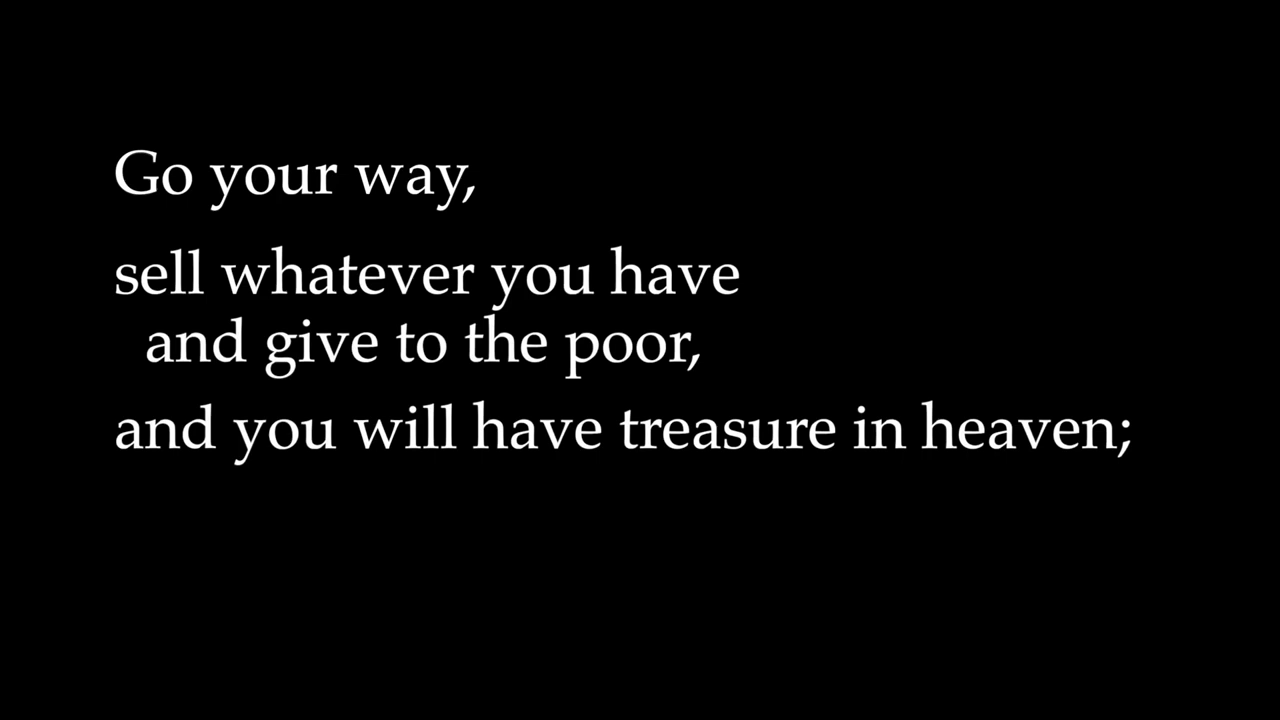 Go your way,
sell whatever you have
and give to the poor,
and you will have treasure in heaven;